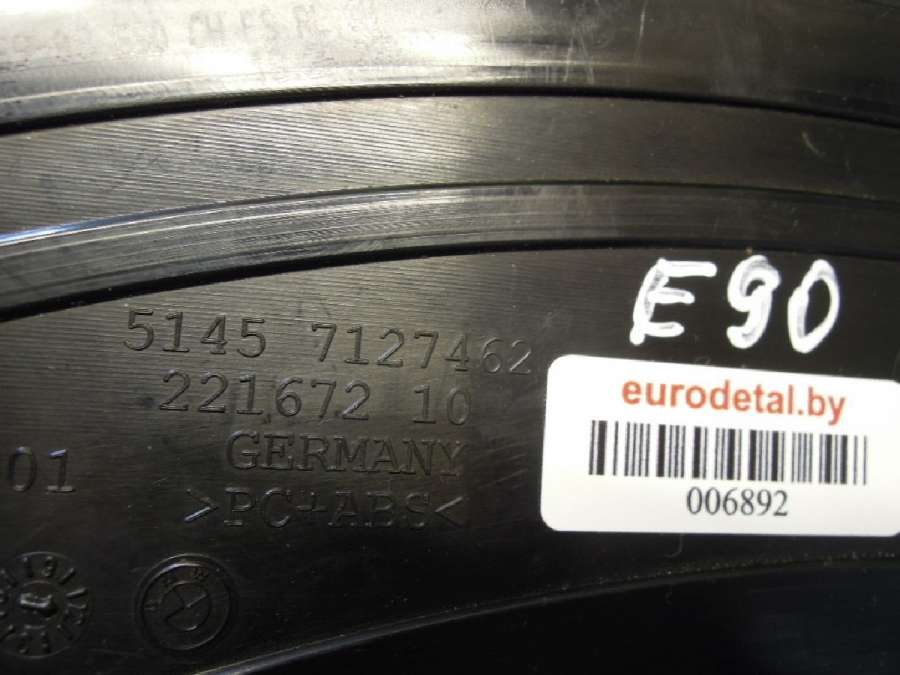 E90
5145 7127462
221672 10
GERMANY
>PC+ABS<
01
eurodetal.by
006892